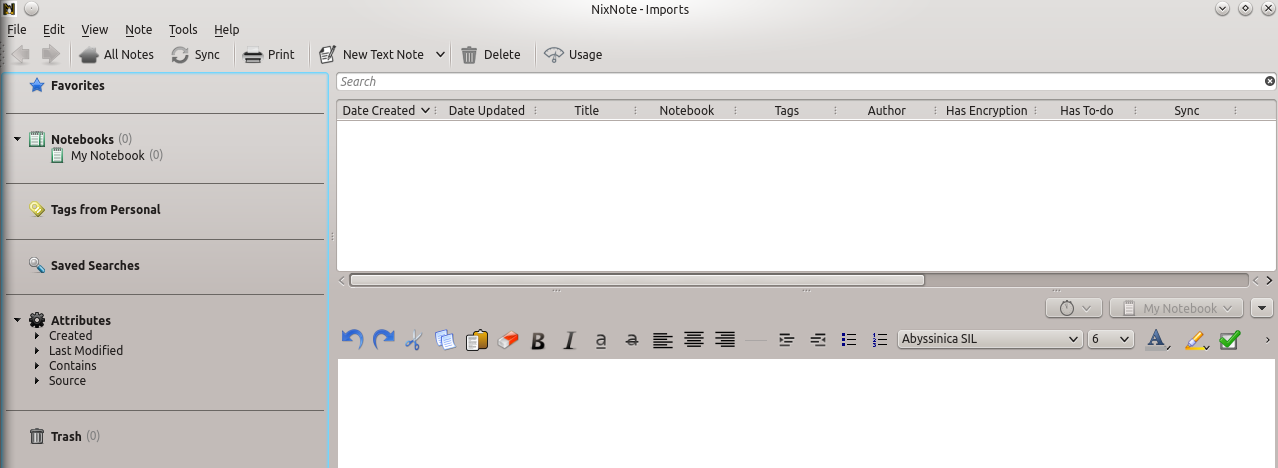 NixNote - Imports
File Edit View Note Tools Help
All Notes Sync Print New Text Note Delete Usage
Favorites
Notebooks (0)
My Notebook (0)
Tags from Personal
Saved Searches
Attributes
Created
Last Modified
Contains
Source
Trash (0)
Search
Date Created Date Updated Title Notebook Tags Author Has Encryption Has To-do Sync
My Notebook
B I a a Abyssinica SIL 6 A